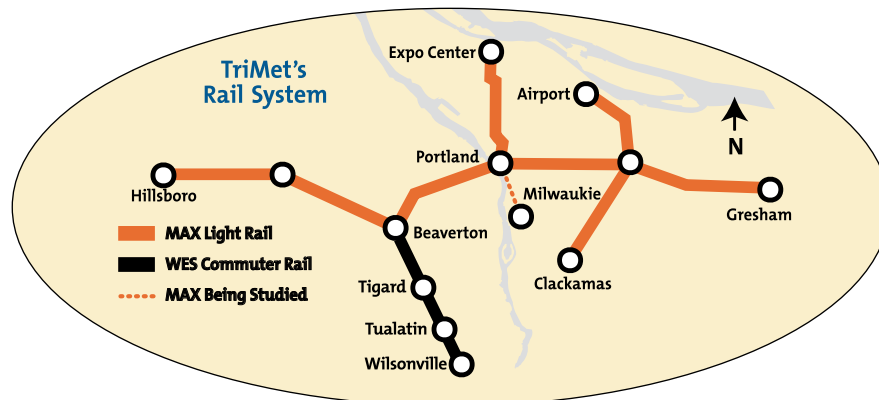 TriMet's
Rail System
Expo Center
Airport
N
Portland
Milwaukie
Hillsboro
Gresham
Beaverton
Clackamas
MAX Light Rail
WES Commuter Rail
MAX Being Studied
Tigard
Tualatin
Wilsonville